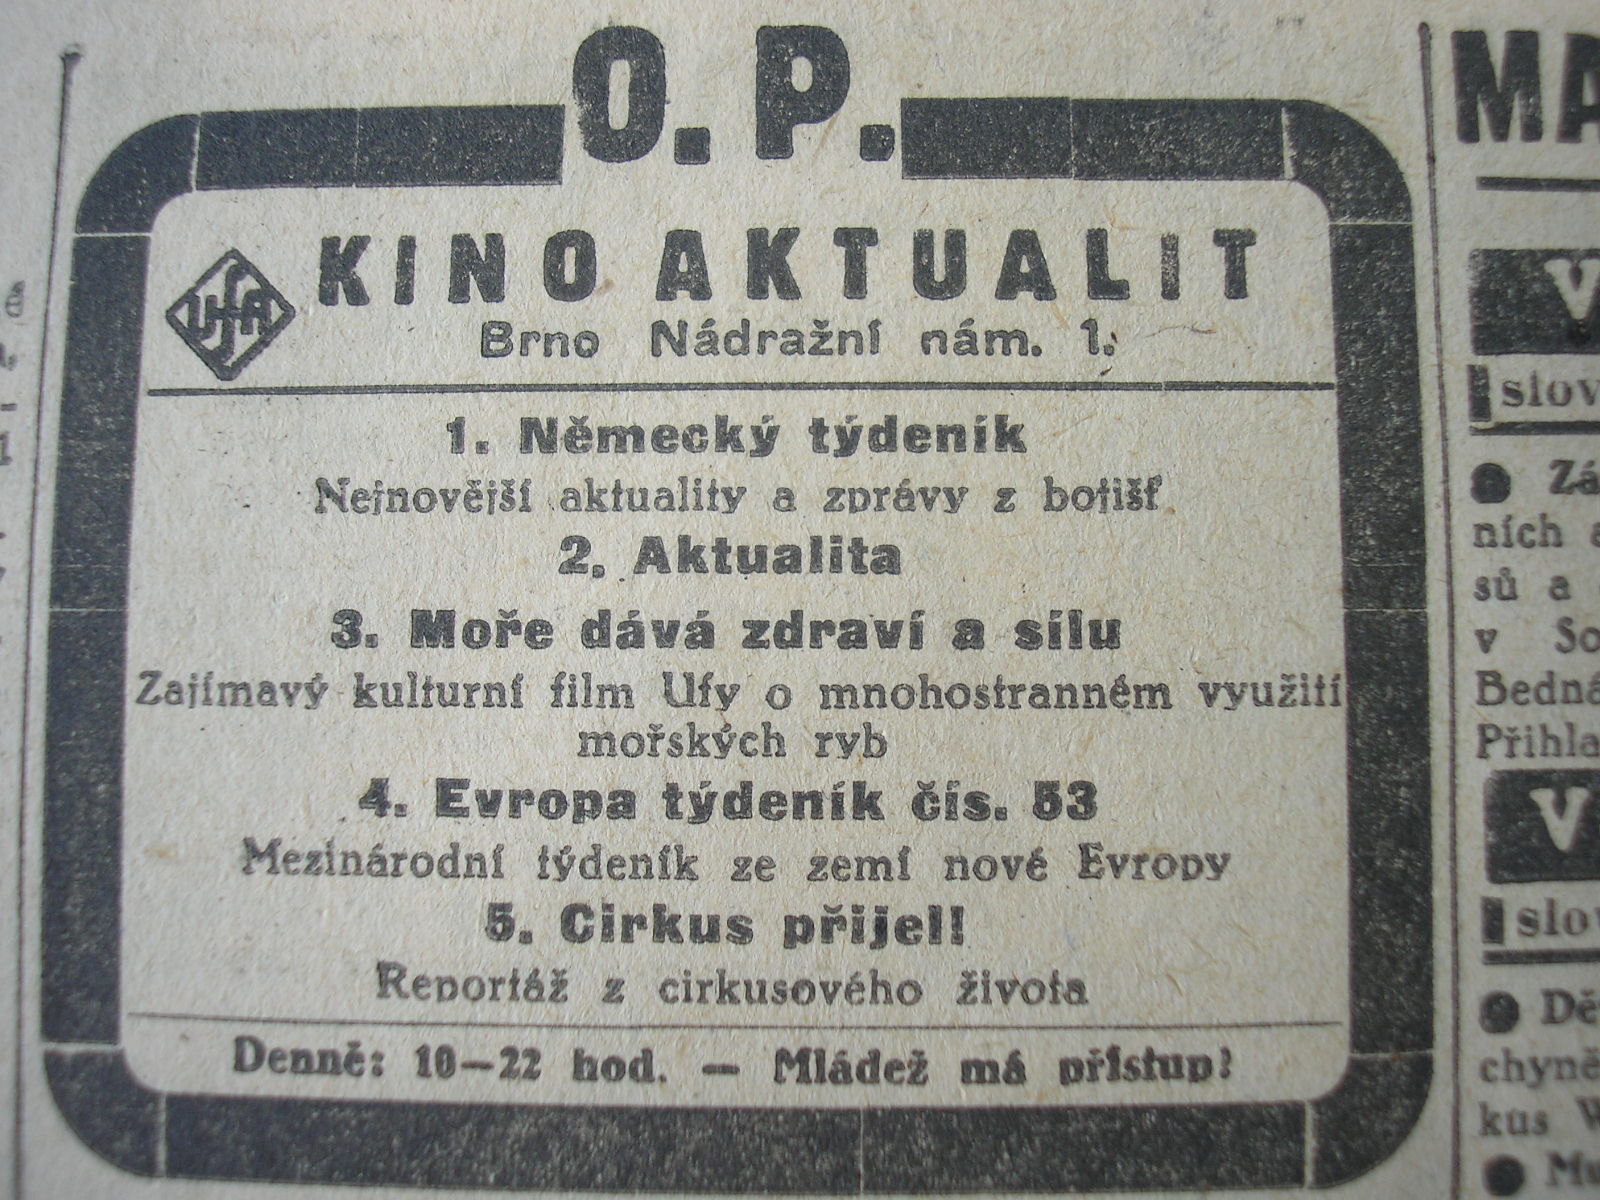 O. P.
UFA
KINO AKTUALIT
Brno Nádražní nám. 1.
1. Německý týdeník
Nejnovější aktuality a zprávy z bojišť
2. Aktualita
3. Moře dává zdraví a sílu
Zajímavý kulturní film Ufy o mnohostranném využití
mořských ryb
4. Evropa týdeník čís. 53
Mezinárodní týdeník ze zemí nové Evropy
5. Cirkus přijel!
Reportáž z cirkusového života
Denně: 10—22 hod. — Mládež má přístup!
MA
V
slov
● Zá
ních a
sů a
v So
Bedná
Přihla
V
slov
● Dě
chyně
kus W
● Mu